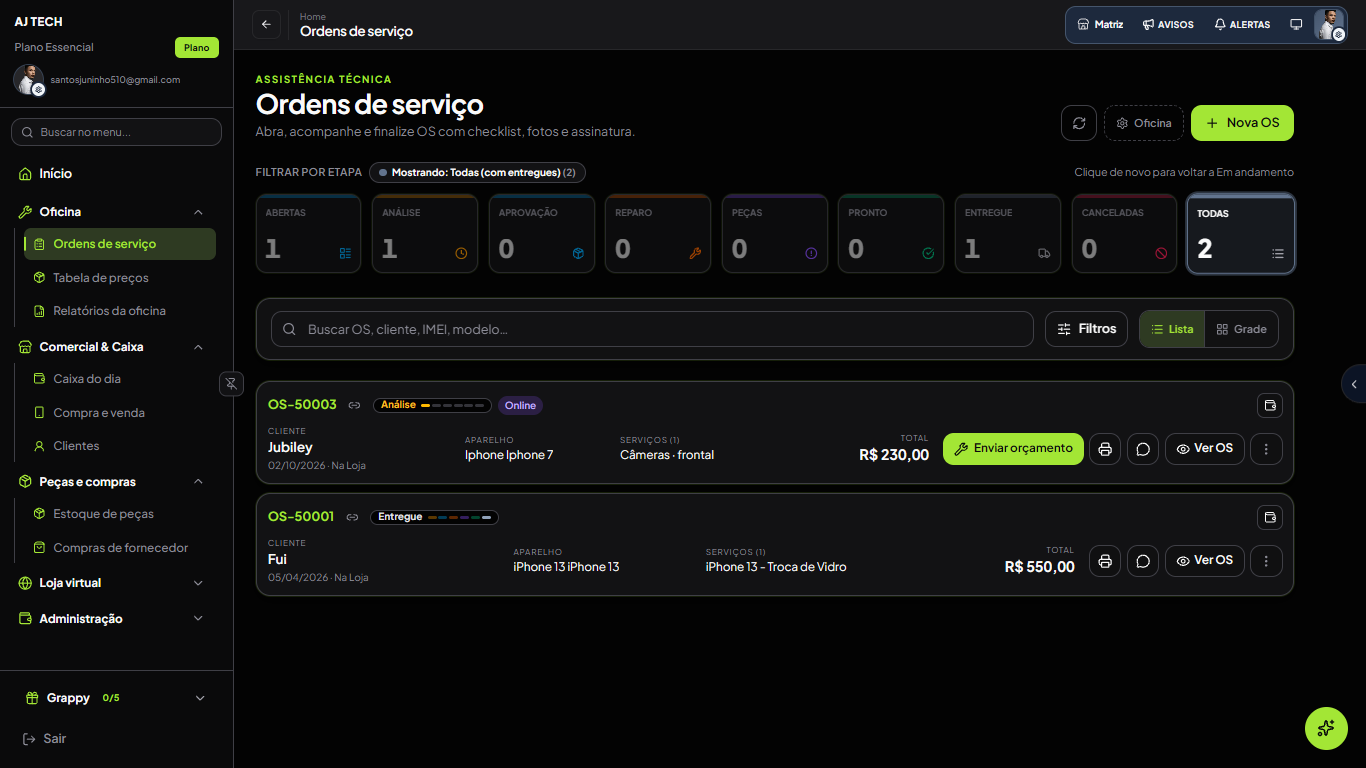 AJ TECH
Plano Essencial
Plano
santosjuninho510@gmail.com
Buscar no menu...
Início
Oficina
Ordens de serviço
Tabela de preços
Relatórios da oficina
Comercial & Caixa
Caixa do dia
Compra e venda
Clientes
Peças e compras
Estoque de peças
Compras de fornecedor
Loja virtual
Administração
Grappy 0/5
Sair
Home
Ordens de serviço
Matriz
AVISOS
ALERTAS
ASSISTÊNCIA TÉCNICA
Ordens de serviço
Abra, acompanhe e finalize OS com checklist, fotos e assinatura.
Oficina
Nova OS
FILTRAR POR ETAPA
Mostrando: Todas (com entregues) (2)
Clique de novo para voltar a Em andamento
ABERTAS
1
ANÁLISE
1
APROVAÇÃO
0
REPARO
0
PEÇAS
0
PRONTO
0
ENTREGUE
1
CANCELADAS
0
TODAS
2
Buscar OS, cliente, IMEI, modelo...
Filtros
Lista
Grade
OS-50003
Análise
Online
CLIENTE
Jubiley
02/10/2026 · Na Loja
APARELHO
Iphone Iphone 7
SERVIÇOS (1)
Câmeras · frontal
TOTAL
R$ 230,00
Enviar orçamento
Ver OS
OS-50001
Entregue
CLIENTE
Fui
05/04/2026 · Na Loja
APARELHO
iPhone 13 iPhone 13
SERVIÇOS (1)
iPhone 13 - Troca de Vidro
TOTAL
R$ 550,00
Ver OS